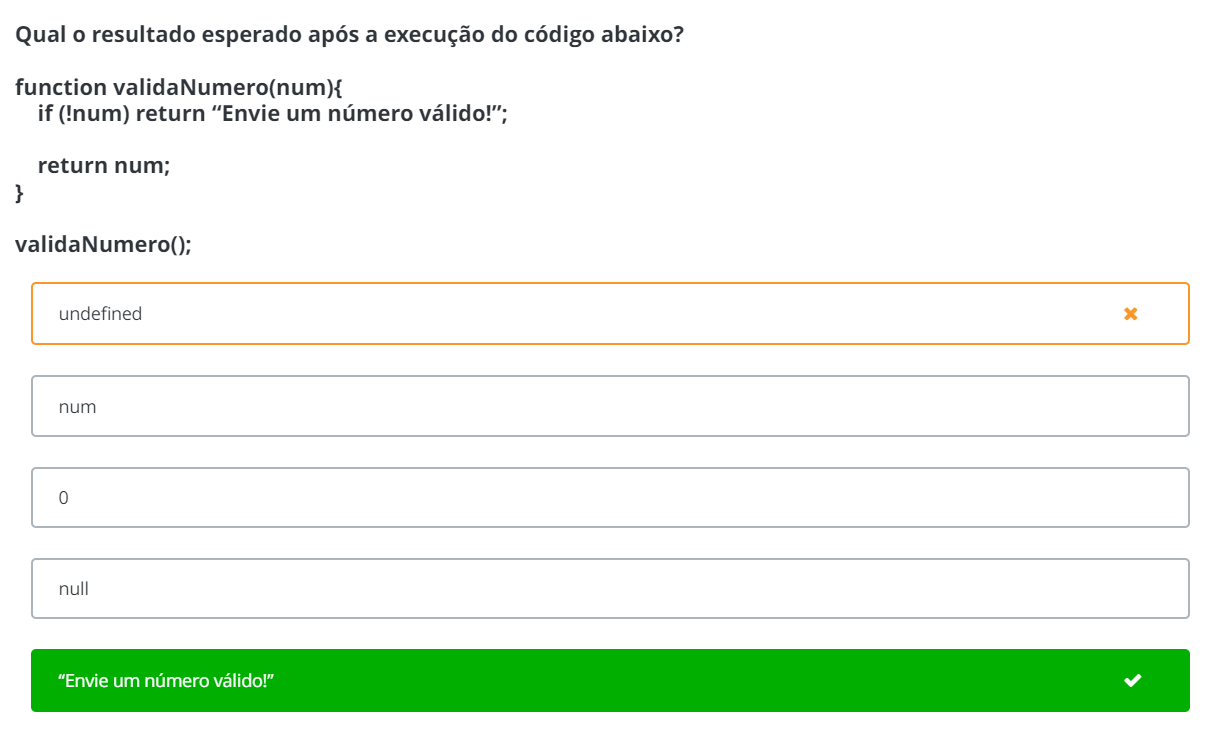 Qual o resultado esperado após a execução do código abaixo?
function validaNumero(num){
if (!num) return “Envie um número válido!”;
return num;
}
validaNumero();
undefined
num
0
null
“Envie um número válido!”